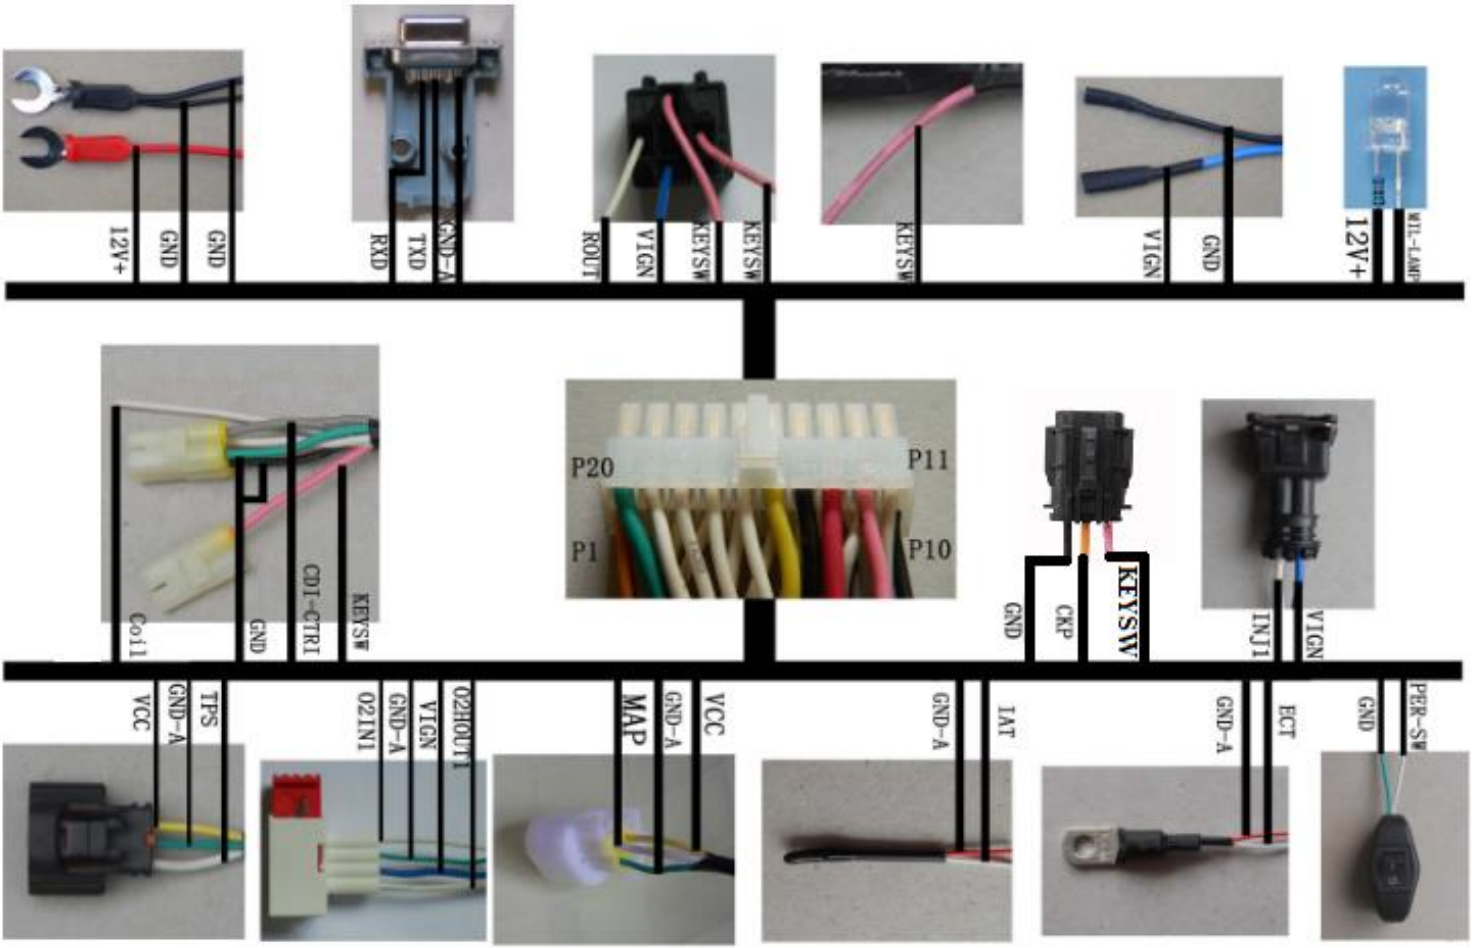 12V+
GND
GND
RXD
TXD
GND-A
ROUT
VIGN
KEYSW
KEYSW
KEYSW
VIGN
GND
12V+
MIL-LAMP
Coil
GND
CDI-CTRI
KEYSW
P20
P11
P1
P10
GND
CKP
KEYSW
INJ1
VIGN
VCC
GND-A
TPS
O2IN1
GND-A
VIGN
O2HOUT1
MAP
GND-A
VCC
GND-A
IAT
GND-A
ECT
GND
PER-SW